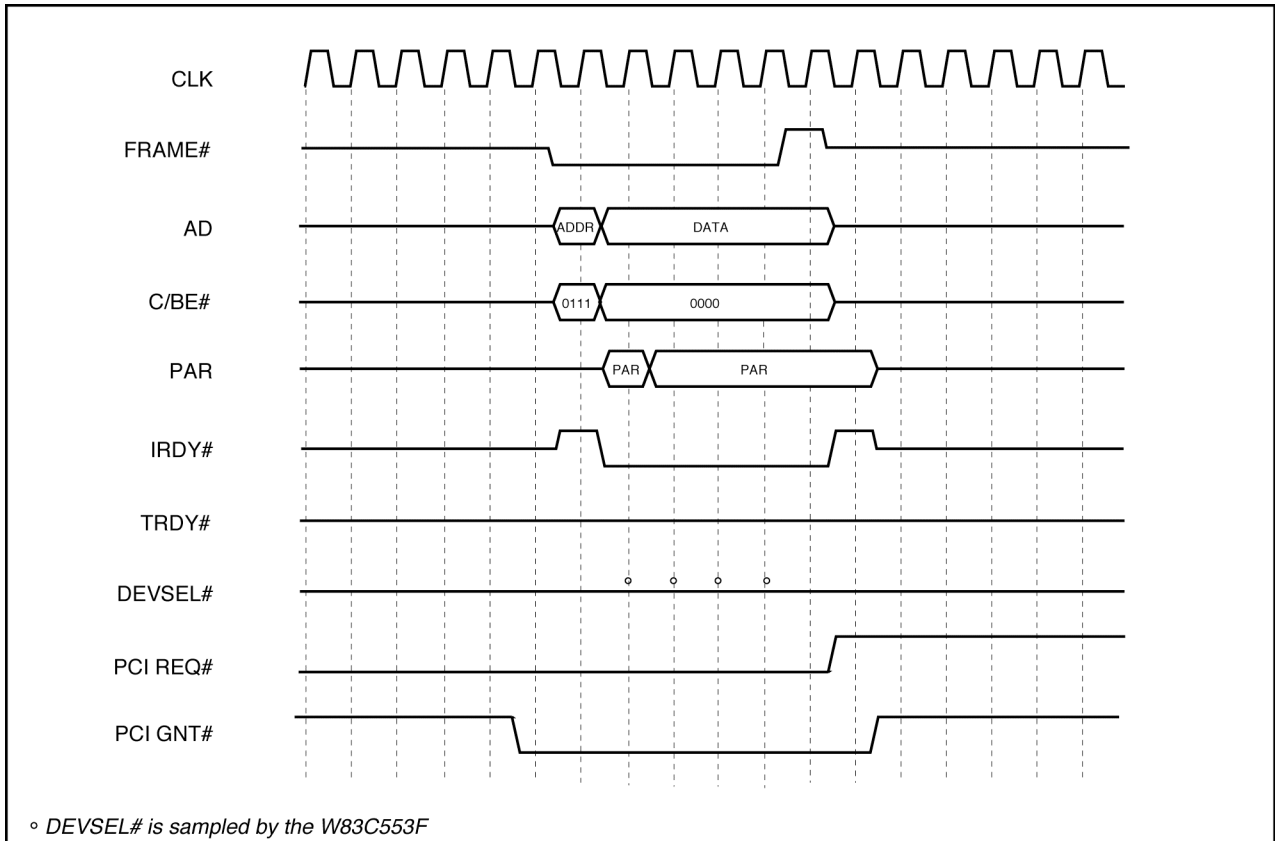 CLK
FRAME#
AD
ADDR DATA
C/BE#
0111 0000
PAR
PAR PAR
IRDY#
TRDY#
DEVSEL#
PCI REQ#
PCI GNT#
DEVSEL# is sampled by the W83C553F